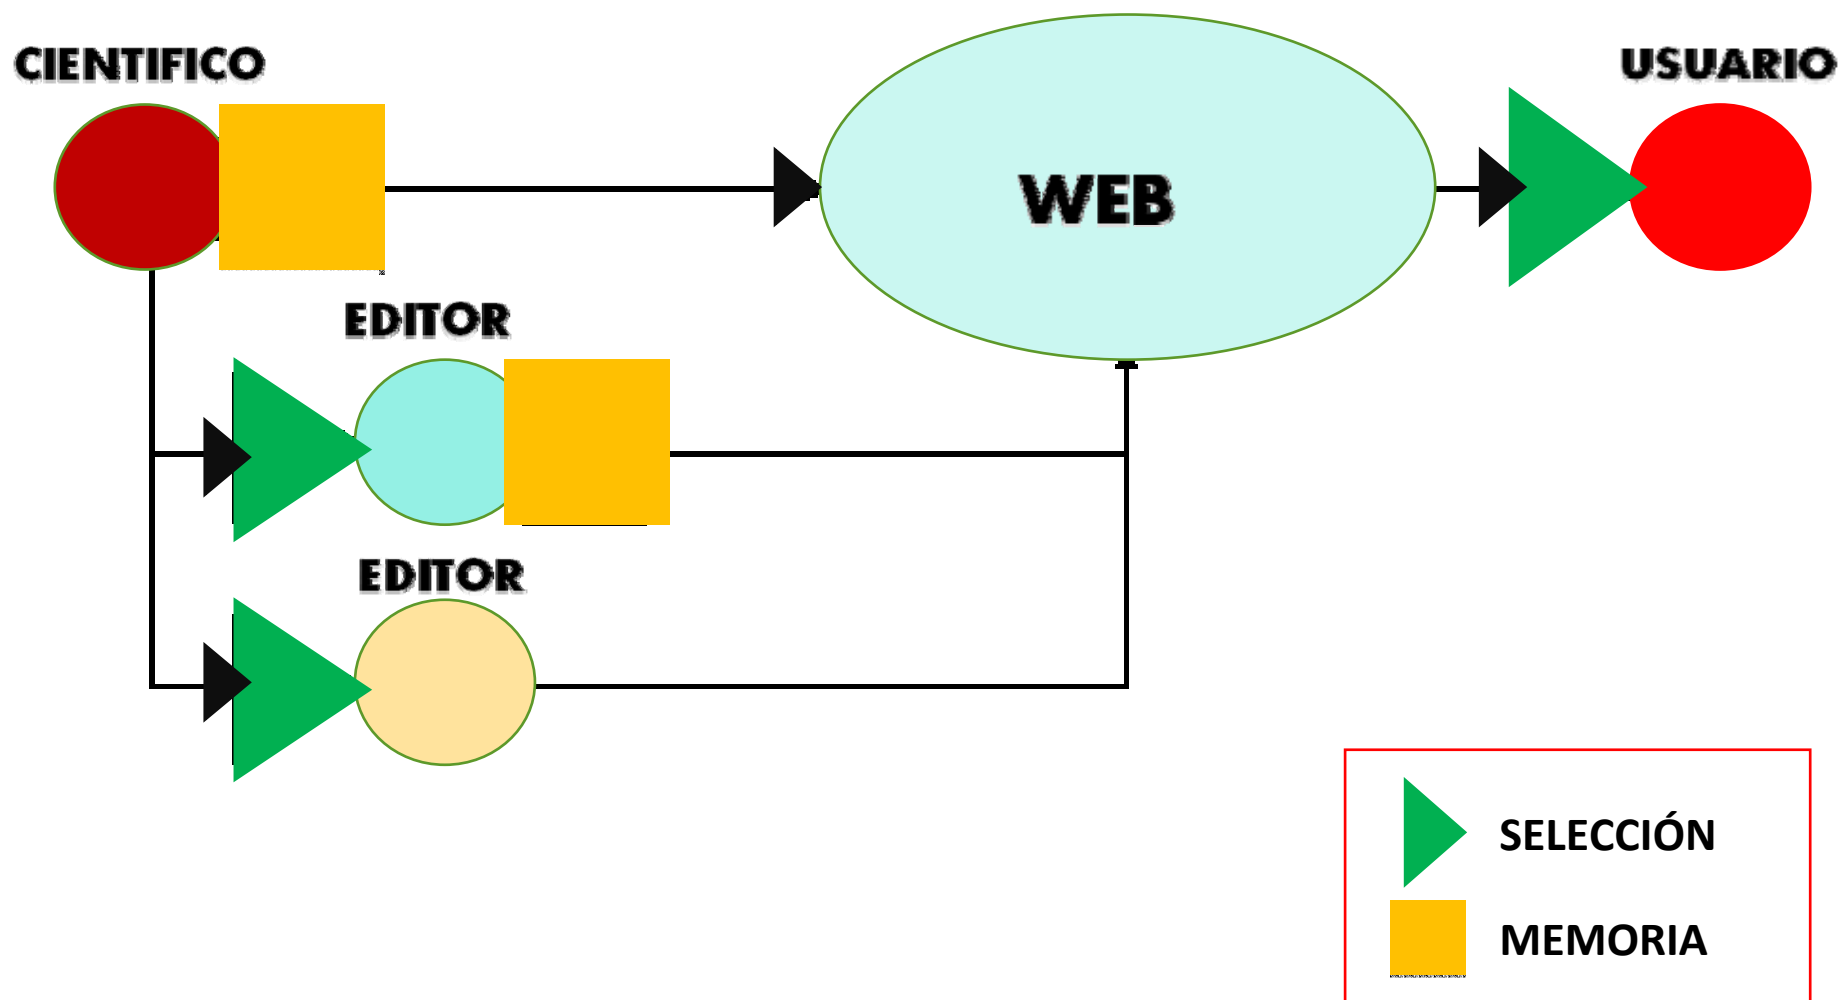 CIENTIFICO
USUARIO
WEB
EDITOR
EDITOR
SELECCIÓN
MEMORIA